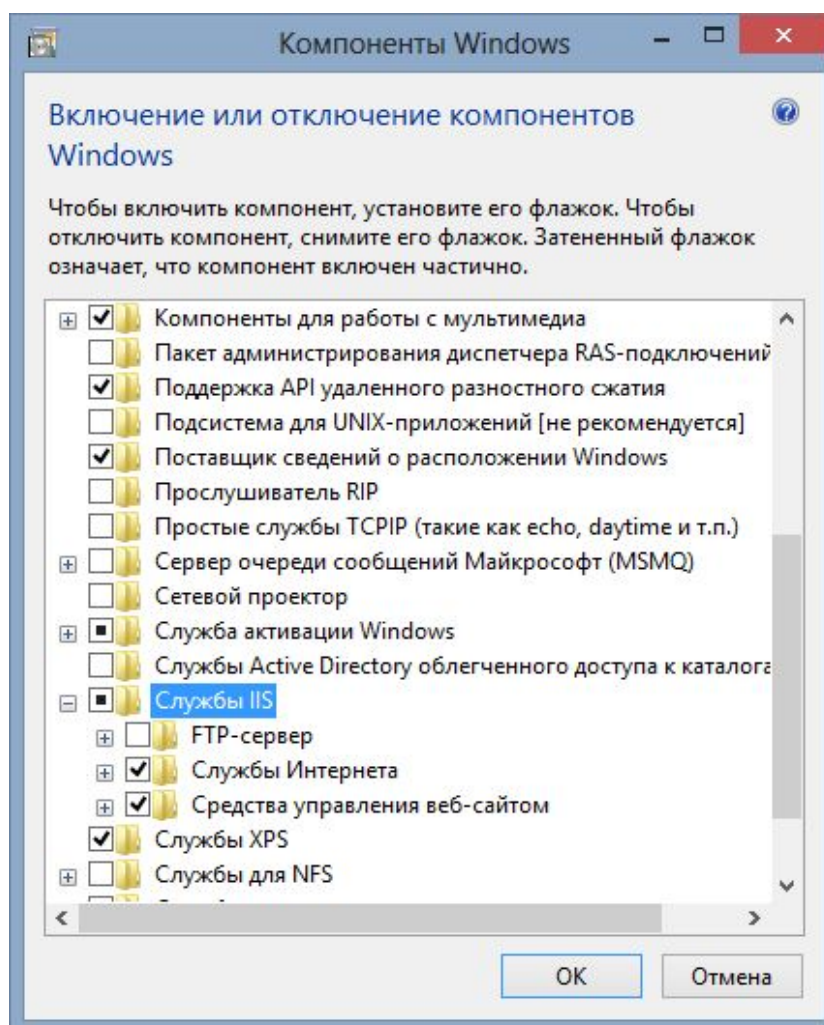 Компоненты Windows
Включение или отключение компонентов
Windows
Чтобы включить компонент, установите его флажок. Чтобы
отключить компонент, снимите его флажок. Затененный флажок
означает, что компонент включен частично.
Компоненты для работы с мультимедиа
Пакет администрирования диспетчера RAS-подключений
Поддержка API удаленного разностного сжатия
Подсистема для UNIX-приложений [не рекомендуется]
Поставщик сведений о расположении Windows
Прослушиватель RIP
Простые службы TCPIP (такие как echo, daytime и т.п.)
Сервер очереди сообщений Майкрософт (MSMQ)
Сетевой проектор
Служба активации Windows
Службы Active Directory облегченного доступа к каталога
Службы IIS
FTP-сервер
Службы Интернета
Средства управления веб-сайтом
Службы XPS
Службы для NFS
ОК
Отмена